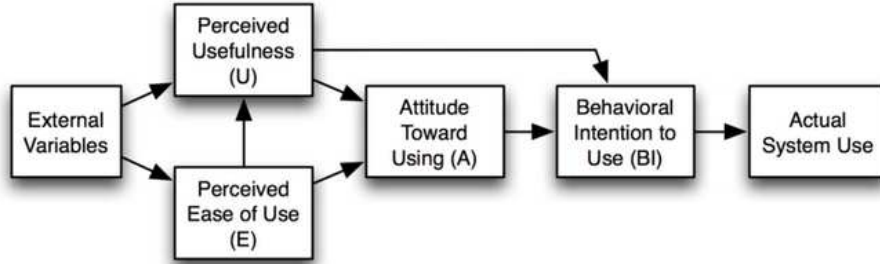 Perceived
Usefulness
(U)
External
Variables
Perceived
Ease of Use
(E)
Attitude
Toward
Using (A)
Behavioral
Intention to
Use (BI)
Actual
System Use